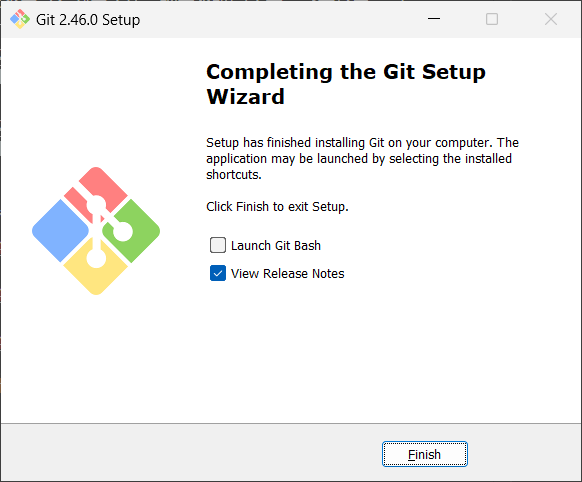 Git 2.46.0 Setup
Completing the Git Setup
Wizard
Setup has finished installing Git on your computer. The
application may be launched by selecting the installed
shortcuts.
Click Finish to exit Setup.
Launch Git Bash
View Release Notes
Finish